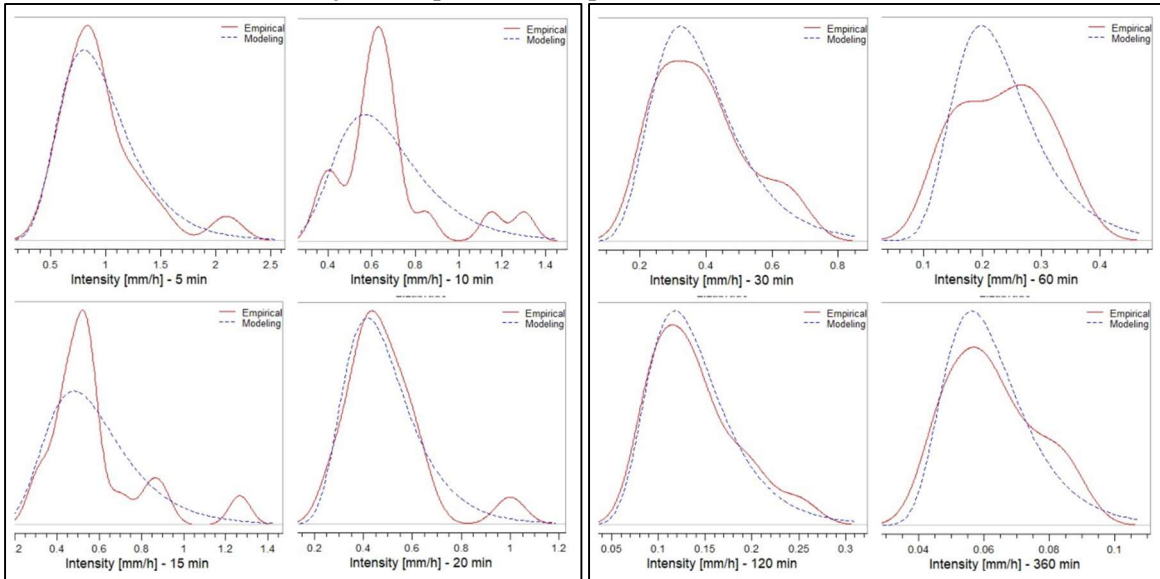 Empirical
Modeling
0.5 1 1.5 2 2.5
Intensity [mm/h] - 5 min
Empirical
Modeling
0.4 0.6 0.8 1 1.2 1.4
Intensity [mm/h] - 10 min
Empirical
Modeling
0.2 0.4 0.6 0.8
Intensity [mm/h] - 30 min
Empirical
Modeling
0.1 0.2 0.3 0.4
Intensity [mm/h] - 60 min
Empirical
Modeling
0.2 0.4 0.6 0.8 1 1.2 1.4
Intensity [mm/h] - 15 min
Empirical
Modeling
0.2 0.4 0.6 0.8 1 1.2
Intensity [mm/h] - 20 min
Empirical
Modeling
0.05 0.1 0.15 0.2 0.25 0.3
Intensity [mm/h] - 120 min
Empirical
Modeling
0.04 0.06 0.08 0.1
Intensity [mm/h] - 360 min